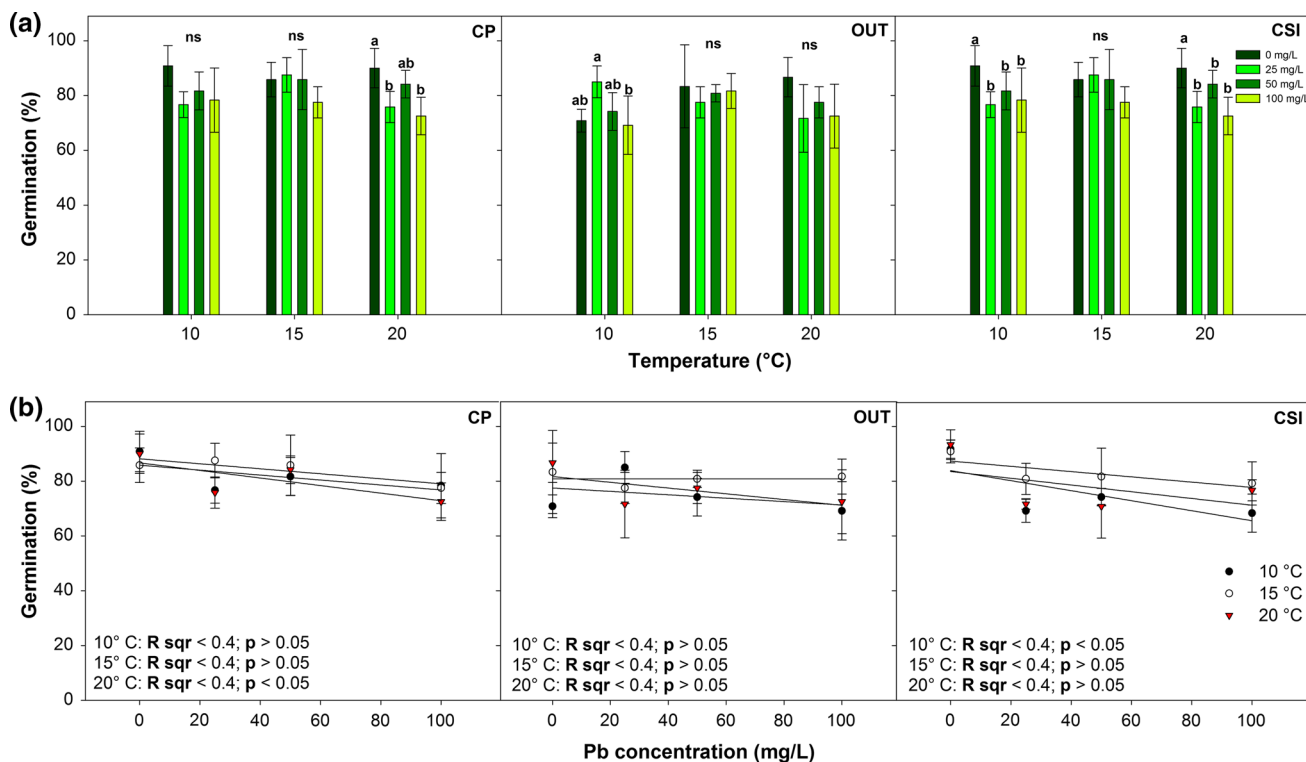 (a)
Germination (%)
100
80
60
40
20
0
CP
ns
ns
a
b
ab
b
10
15
20
OUT
ab
a
ab
b
ns
ns
10
15
20
CSI
a
b
b
b
ns
a
b
b
b
0 mg/L
25 mg/L
50 mg/L
100 mg/L
10
15
20
Temperature (°C)
(b)
Germination (%)
100
80
60
40
20
0
CP
10° C: R sqr < 0.4; p > 0.05
15° C: R sqr < 0.4; p > 0.05
20° C: R sqr < 0.4; p < 0.05
0 20 40 60 80 100
OUT
10° C: R sqr < 0.4; p > 0.05
15° C: R sqr < 0.4; p > 0.05
20° C: R sqr < 0.4; p > 0.05
0 20 40 60 80 100
CSI
10 °C
15 °C
20 °C
10° C: R sqr < 0.4; p < 0.05
15° C: R sqr < 0.4; p > 0.05
20° C: R sqr < 0.4; p > 0.05
0 20 40 60 80 100
Pb concentration (mg/L)